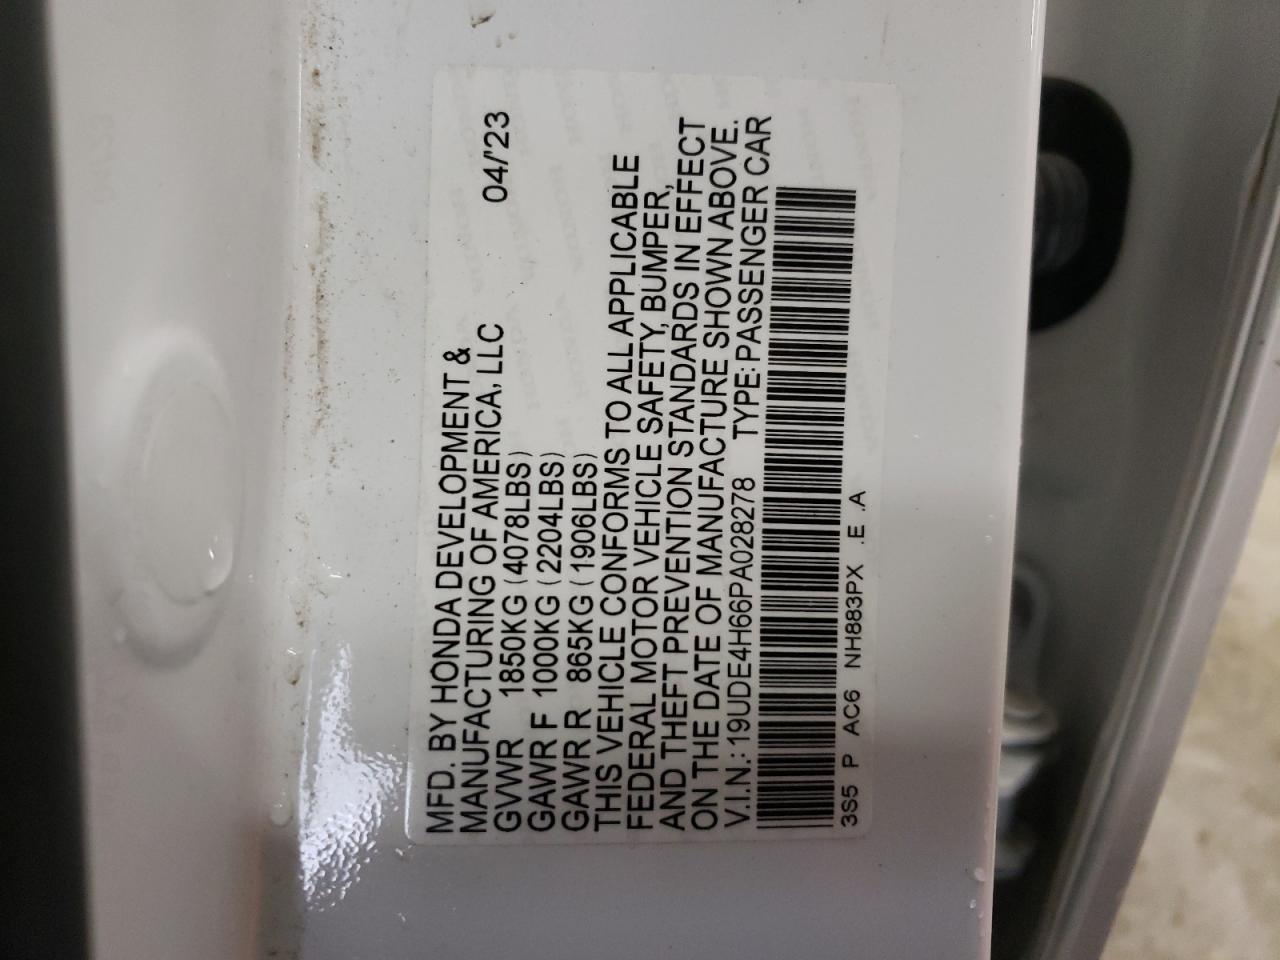 MFD. BY HONDA DEVELOPMENT &
MANUFACTURING OF AMERICA, LLC 04/'23
GVWR 1850KG (4078LBS)
GAWR F 1000KG (2204LBS)
GAWR R 865KG (1906LBS)
THIS VEHICLE CONFORMS TO ALL APPLICABLE
FEDERAL MOTOR VEHICLE SAFETY, BUMPER,
AND THEFT PREVENTION STANDARDS IN EFFECT
ON THE DATE OF MANUFACTURE SHOWN ABOVE.
V.I.N.: 19UDE4H66PA028278 TYPE: PASSENGER CAR
3S5 P AC6 NH883PX .E .A